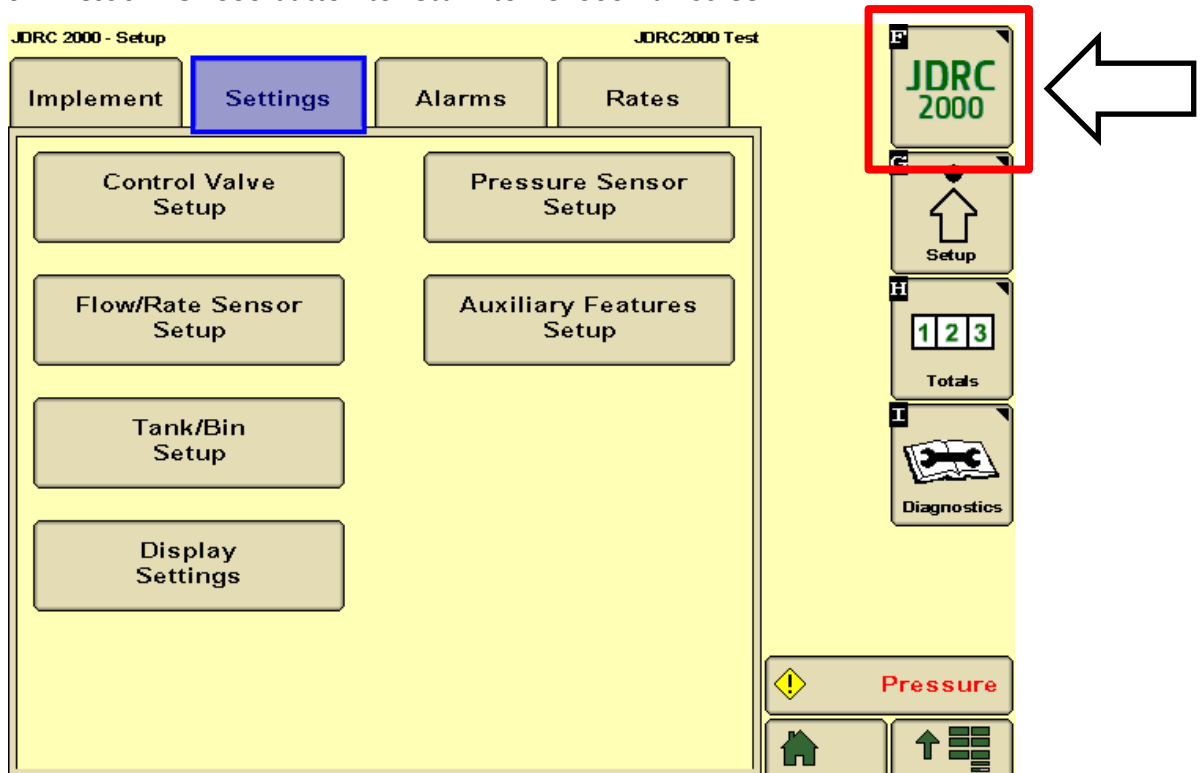 JDRC 2000 - Setup
JDRC2000 Test
Implement
Settings
Alarms
Rates
Control Valve
Setup
Pressure Sensor
Setup
Flow/Rate Sensor
Setup
Auxiliary Features
Setup
Tank/Bin
Setup
Display
Settings
F
JDRC
2000
G
Setup
H
1 2 3
Totals
I
Diagnostics
Pressure